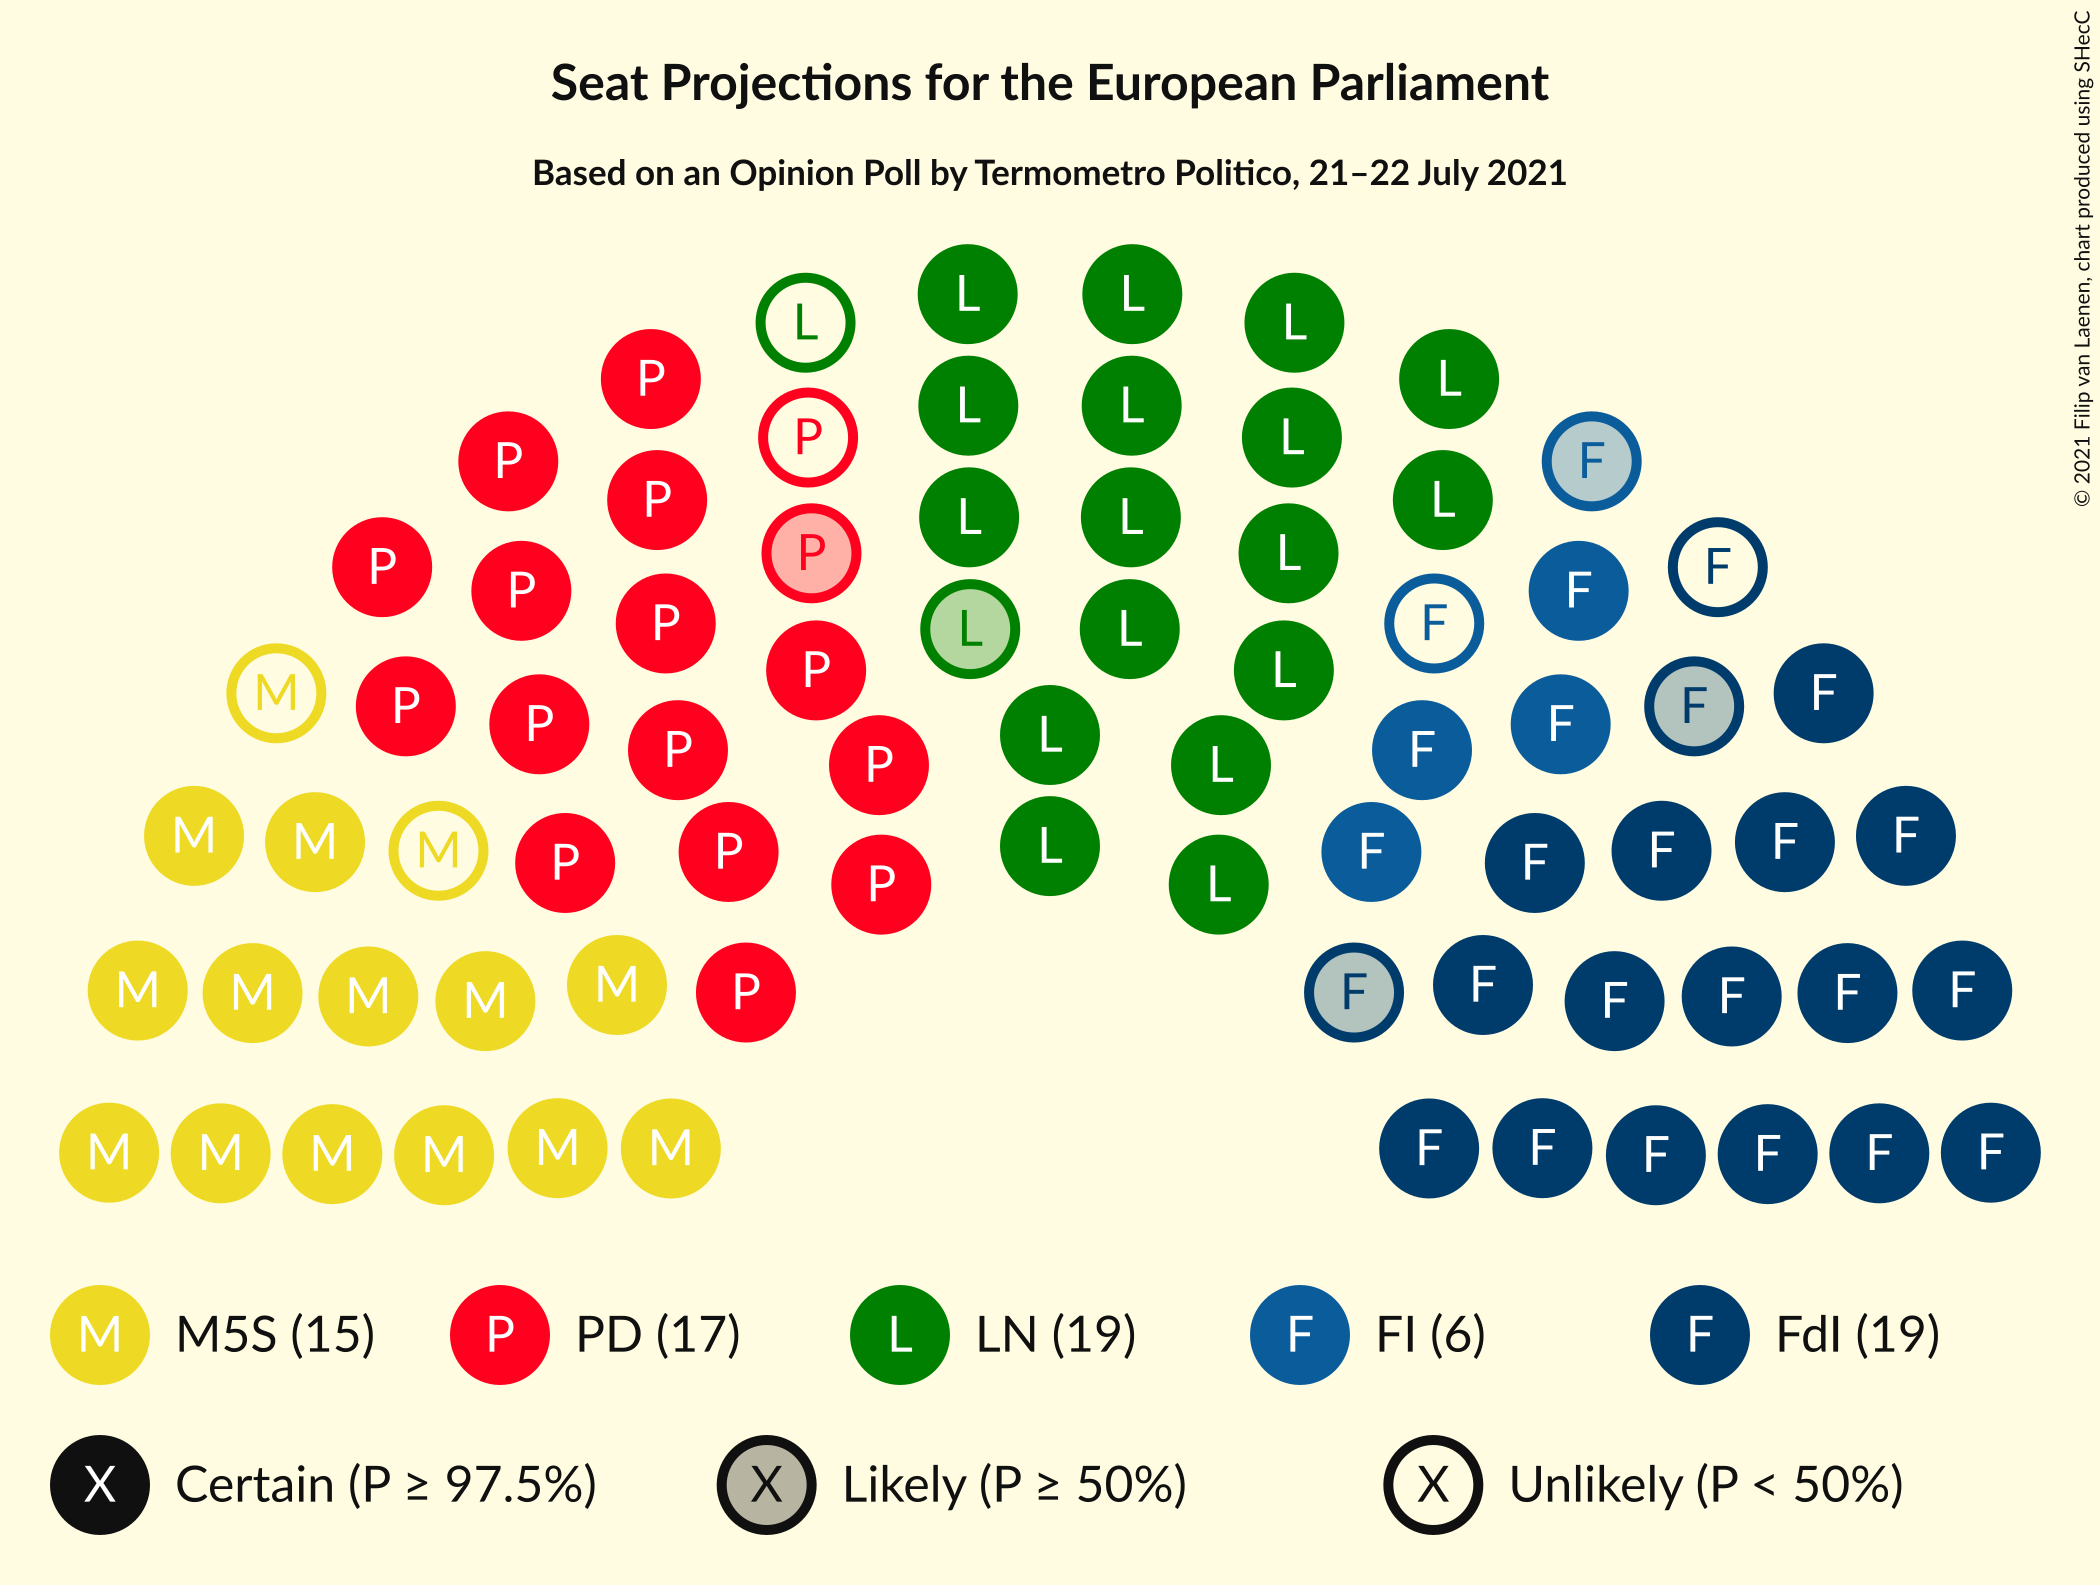 Seat Projections for the European Parliament
Based on an Opinion Poll by Termometro Politico, 21–22 July 2021
© 2021 Filip van Laenen, chart produced using SHecC
L L L L
P L
P L L L
P F
P L
P L L L
P F F
P F
P L L
M P L F
P P F F F
P L
P L F
M M M P P F F F F F
L
P L
M M M M M P F F F F F F
M M M M M M F F F F F F
M M5S (15) P PD (17) L LN (19) F FI (6) F FdI (19)
X Certain (P ≥ 97.5%) X Likely (P ≥ 50%) X Unlikely (P < 50%)